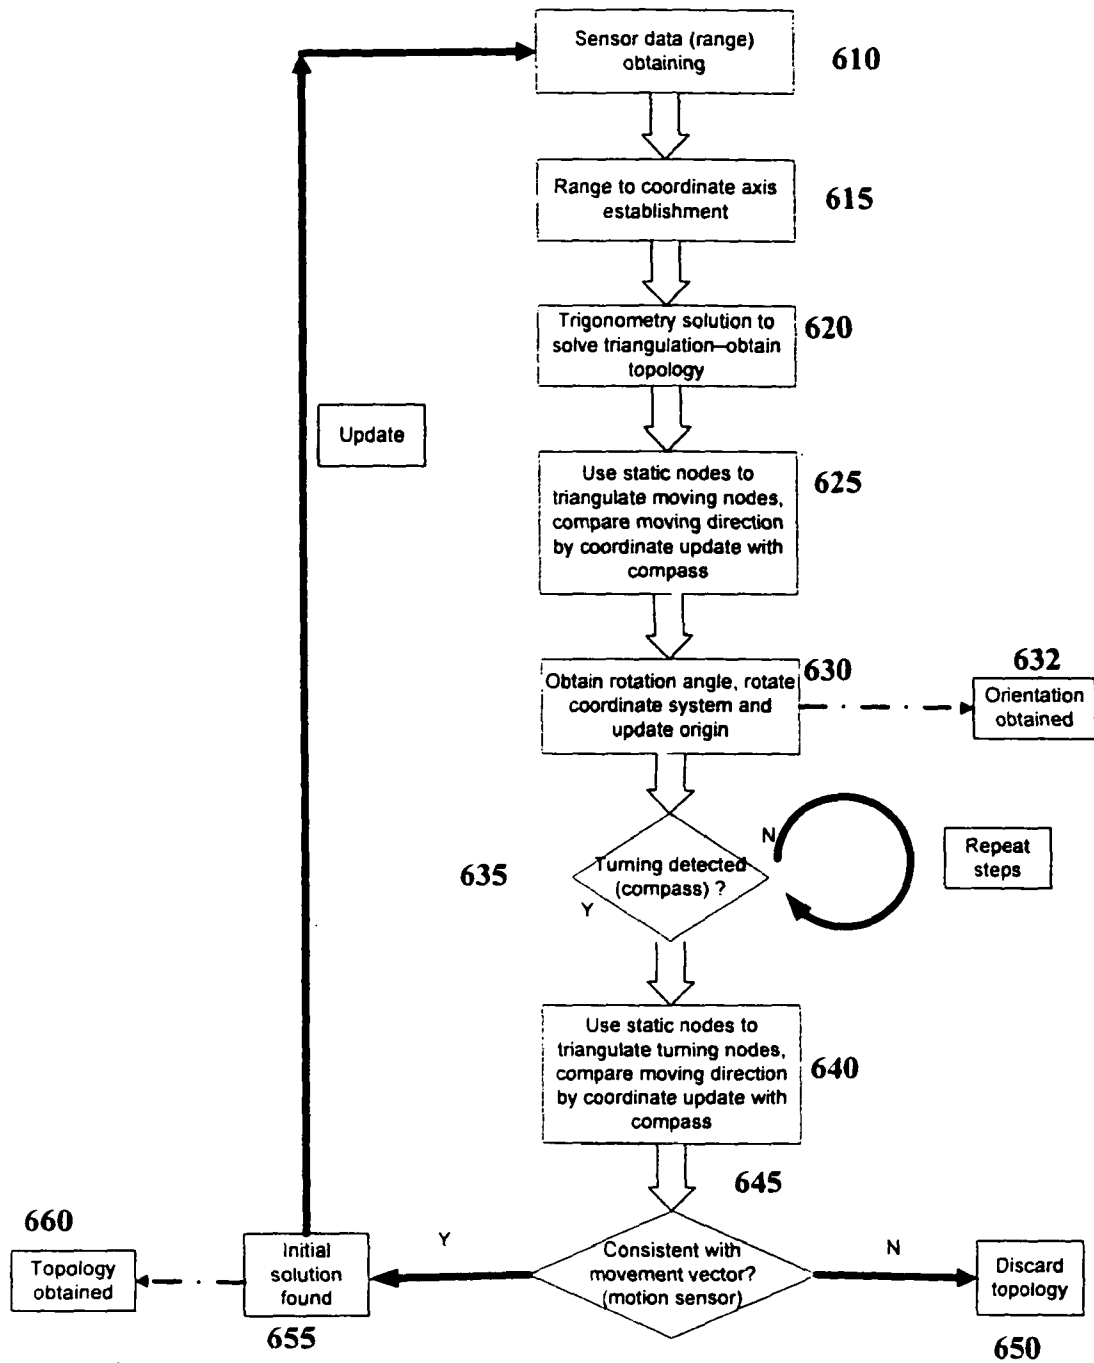 Sensor data (range)
obtaining
610
Range to coordinate axis
establishment
615
Trigonometry solution to
solve triangulation–obtain
topology
620
Update
Use static nodes to
triangulate moving nodes,
compare moving direction
by coordinate update with
compass
625
Obtain rotation angle, rotate
coordinate system and
update origin
630
632
Orientation
obtained
635
Turning detected
(compass) ?
N
Y
Repeat
steps
Use static nodes to
triangulate turning nodes,
compare moving direction
by coordinate update with
compass
640
645
Consistent with
movement vector?
(motion sensor)
Y
N
660
Topology
obtained
Initial
solution
found
655
Discard
topology
650